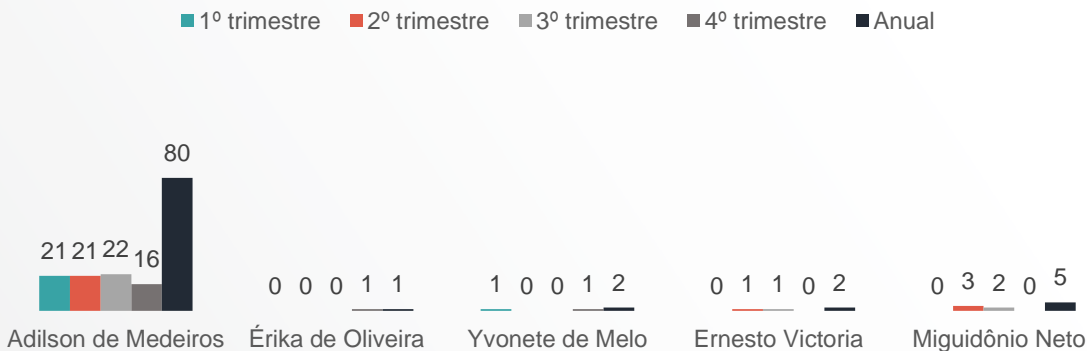 1º trimestre 2º trimestre 3º trimestre 4º trimestre Anual
80
21 21 22 16
0 0 0 1 1
1 0 0 1 2
0 1 1 0 2
0 3 2 0 5
Adilson de Medeiros Érika de Oliveira Yvonete de Melo Ernesto Victoria Miguidônio Neto